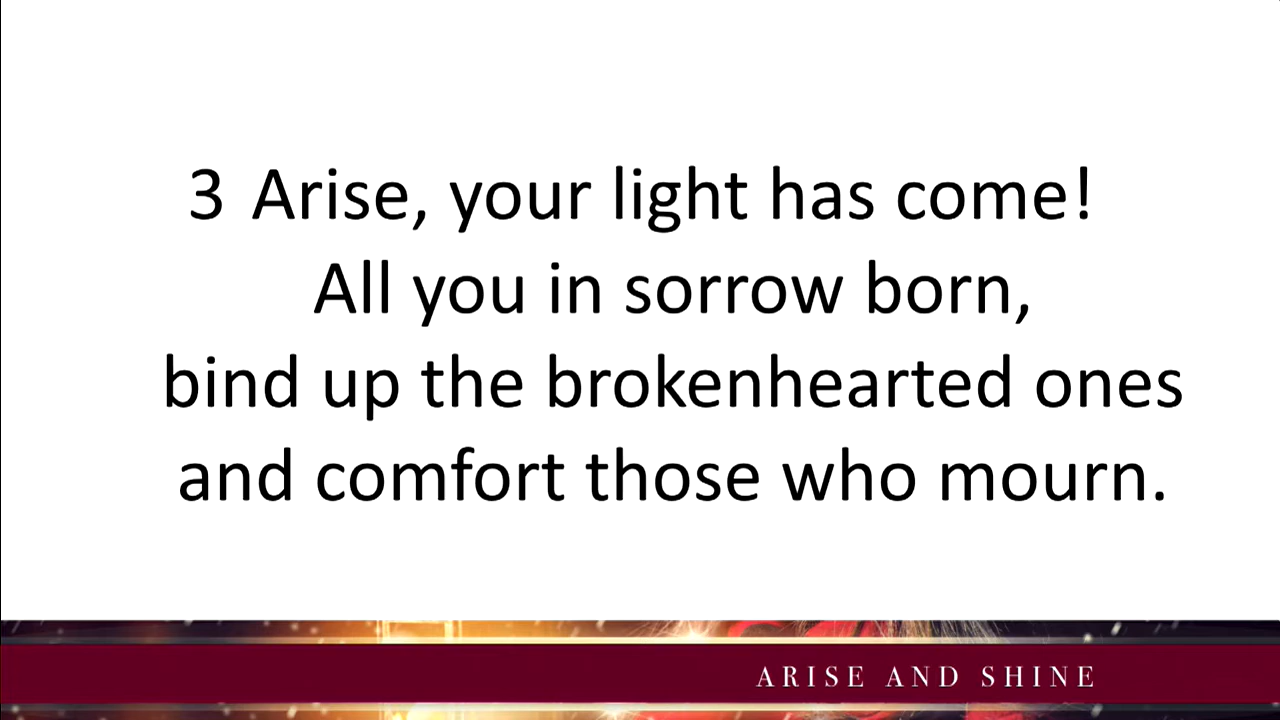 3 Arise, your light has come!
All you in sorrow born,
bind up the brokenhearted ones
and comfort those who mourn.
ARISE AND SHINE